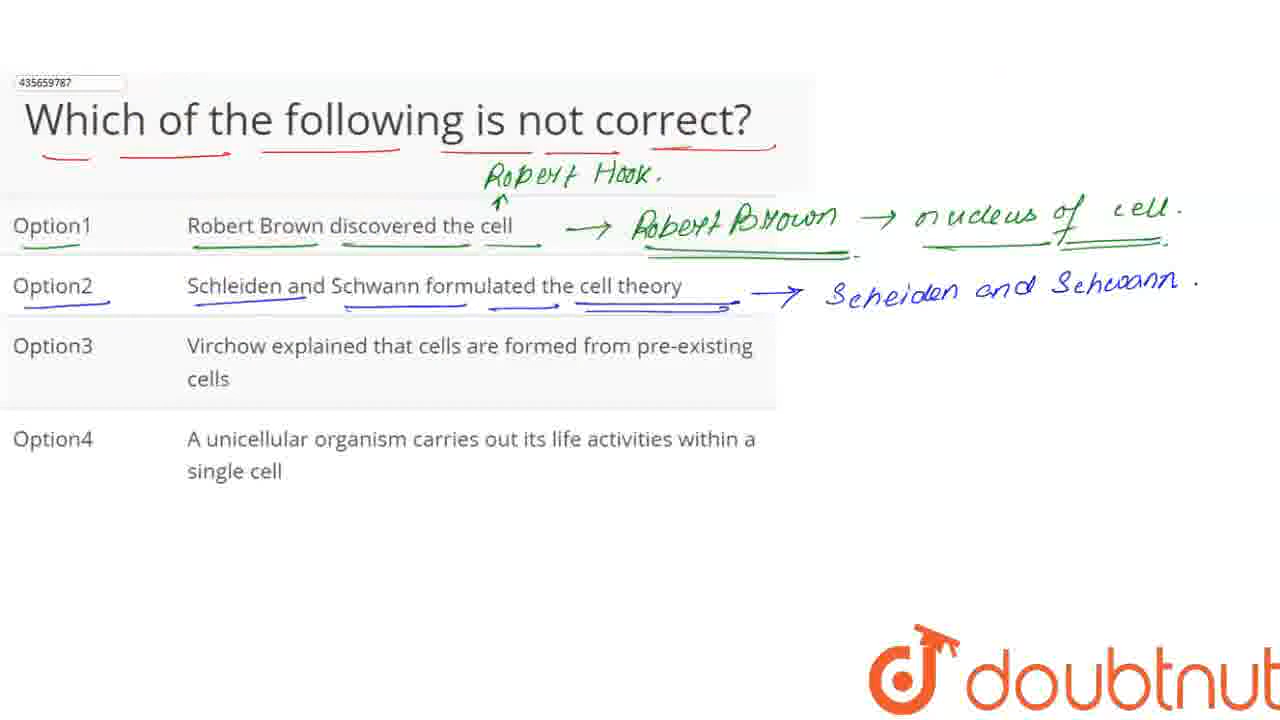 435659787
Which of the following is not correct?
Robert Hook.
Option1 Robert Brown discovered the cell → Robert Brown → nucleus of cell.
Option2 Schleiden and Schwann formulated the cell theory → Scheiden and Schwann.
Option3 Virchow explained that cells are formed from pre-existing
cells
Option4 A unicellular organism carries out its life activities within a
single cell
doubtnut